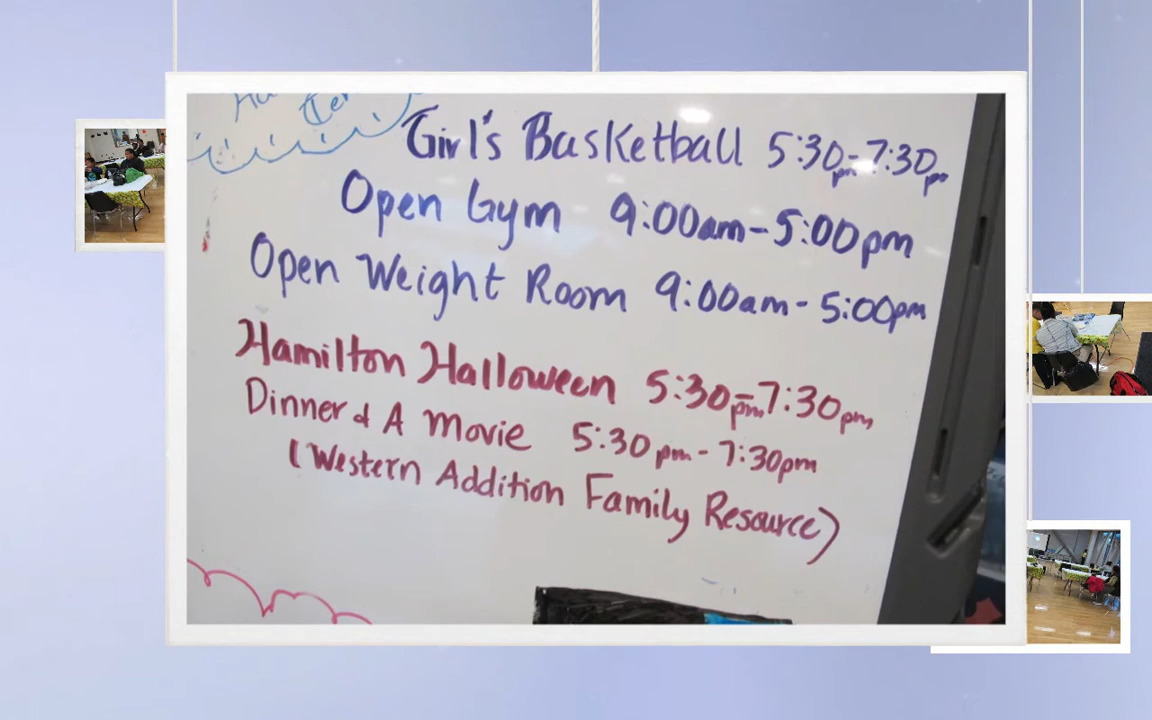 Girl's Basketball 5:30pm-7:30pm
Open Gym 9:00am-5:00pm
Open Weight Room 9:00am-5:00pm
Hamilton Halloween 5:30pm-7:30pm
Dinner & A Movie 5:30pm-7:30pm
(Western Addition Family Resource)